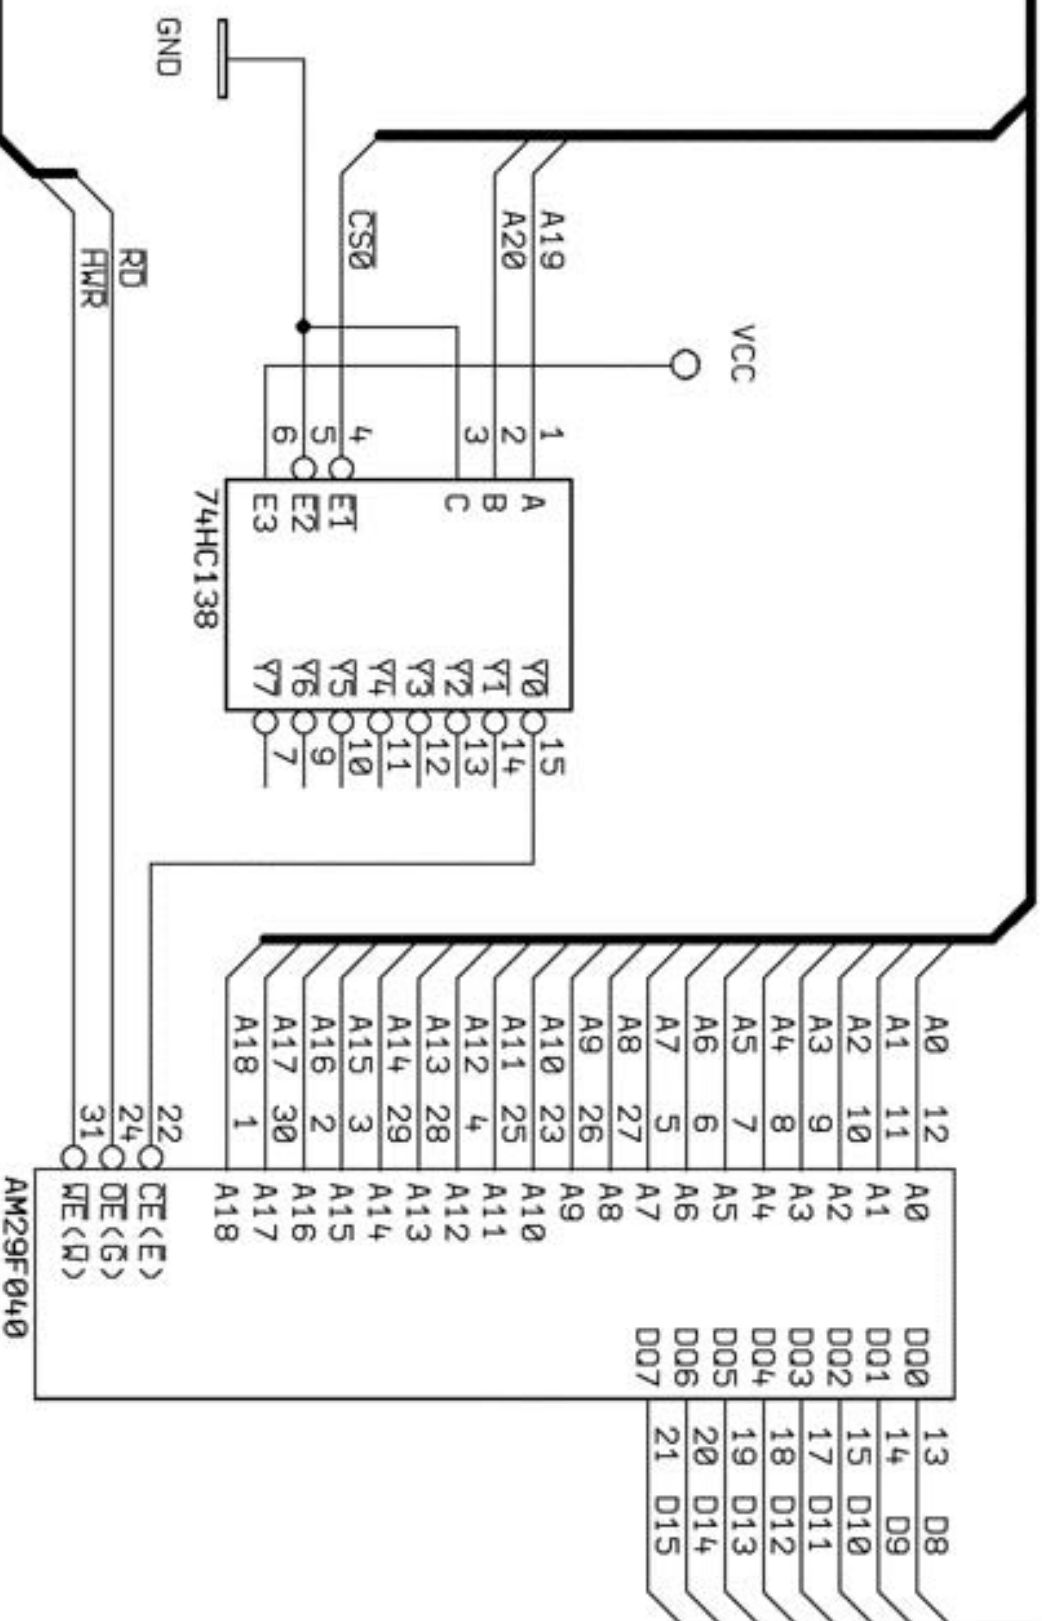 GND
VCC
A19 1 A
A20 2 B
3 C
CS0 4 E1
5 E2
6 E3
74HC138
Y0 15
Y1 14
Y2 13
Y3 12
Y4 11
Y5 10
Y6 9
Y7 7
A0 12 A0
A1 11 A1
A2 10 A2
A3 9 A3
A4 8 A4
A5 7 A5
A6 6 A6
A7 5 A7
A8 27 A8
A9 26 A9
A10 23 A10
A11 25 A11
A12 4 A12
A13 28 A13
A14 29 A14
A15 3 A15
A16 2 A16
A17 30 A17
A18 1 A18
22 CE(E)
RD 24 OE(G)
AWR 31 WE(W)
AM29F040
DQ0 13 D8
DQ1 14 D9
DQ2 15 D10
DQ3 17 D11
DQ4 18 D12
DQ5 19 D13
DQ6 20 D14
DQ7 21 D15